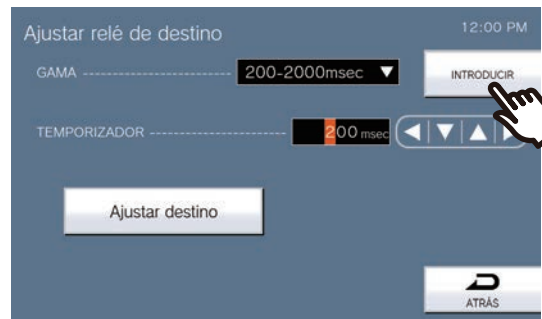 Ajustar relé de destino
12:00 PM
GAMA ------------------------ 200-2000msec ▼
INTRODUCIR
TEMPORIZADOR ---------------------- 200 msec
Ajustar destino
ATRÁS